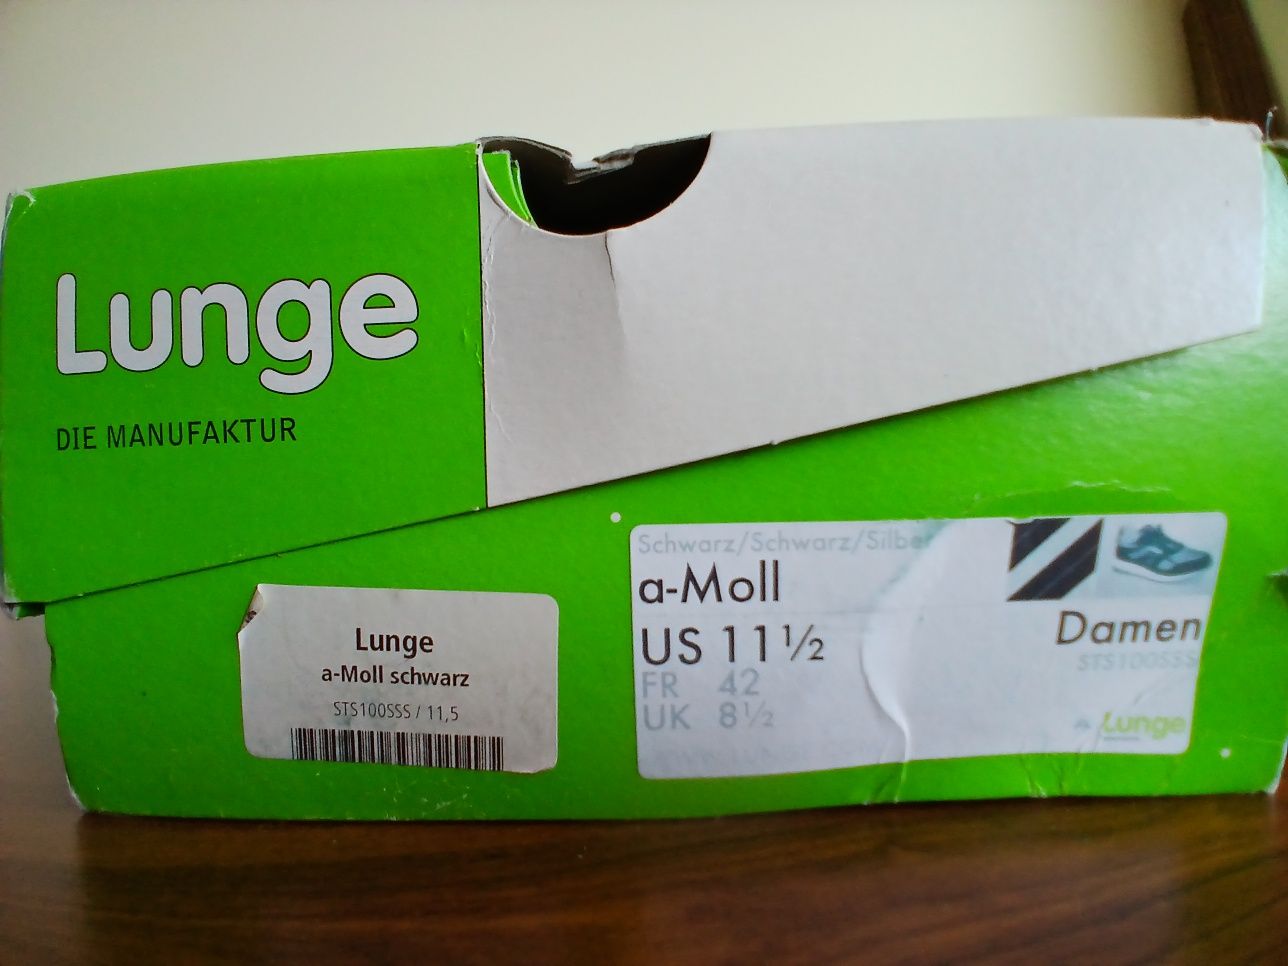 Lunge
DIE MANUFAKTUR
Lunge
a-Moll schwarz
STS100SSS / 11,5
Schwarz/Schwarz/Silber
a-Moll
US 11½
FR 42
UK 8½
Damen
STS100SSS
Lunge